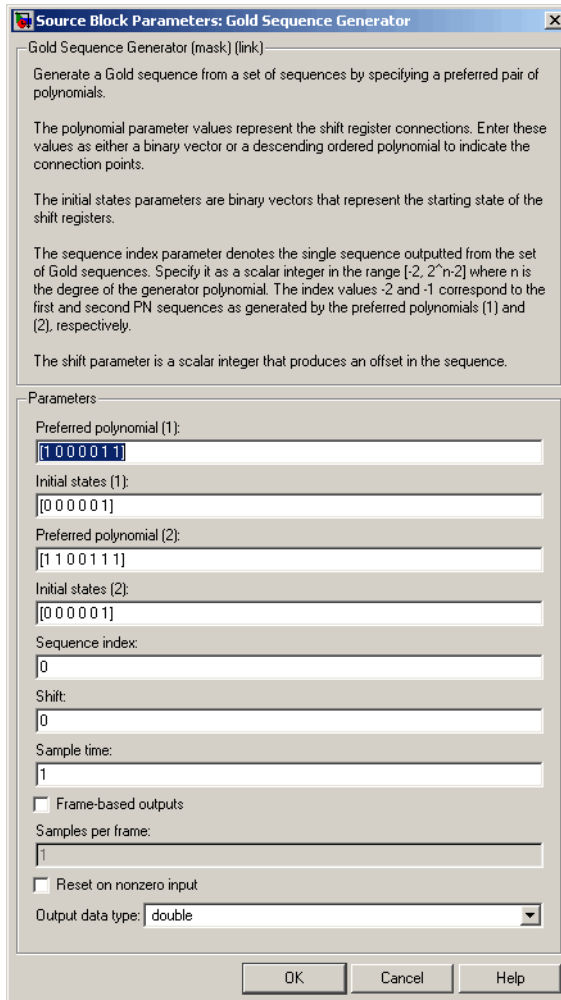 Source Block Parameters: Gold Sequence Generator
Gold Sequence Generator (mask) (link)
Generate a Gold sequence from a set of sequences by specifying a preferred pair of
polynomials.
The polynomial parameter values represent the shift register connections. Enter these
values as either a binary vector or a descending ordered polynomial to indicate the
connection points.
The initial states parameters are binary vectors that represent the starting state of the
shift registers.
The sequence index parameter denotes the single sequence outputted from the set
of Gold sequences. Specify it as a scalar integer in the range [-2, 2^n-2] where n is
the degree of the generator polynomial. The index values -2 and -1 correspond to the
first and second PN sequences as generated by the preferred polynomials (1) and
(2), respectively.
The shift parameter is a scalar integer that produces an offset in the sequence.
Parameters
Preferred polynomial (1):
[1 0 0 0 0 1 1]
Initial states (1):
[0 0 0 0 0 1]
Preferred polynomial (2):
[1 1 0 0 1 1 1]
Initial states (2):
[0 0 0 0 0 1]
Sequence index:
0
Shift:
0
Sample time:
1
Frame-based outputs
Samples per frame:
1
Reset on nonzero input
Output data type: double
OK Cancel Help